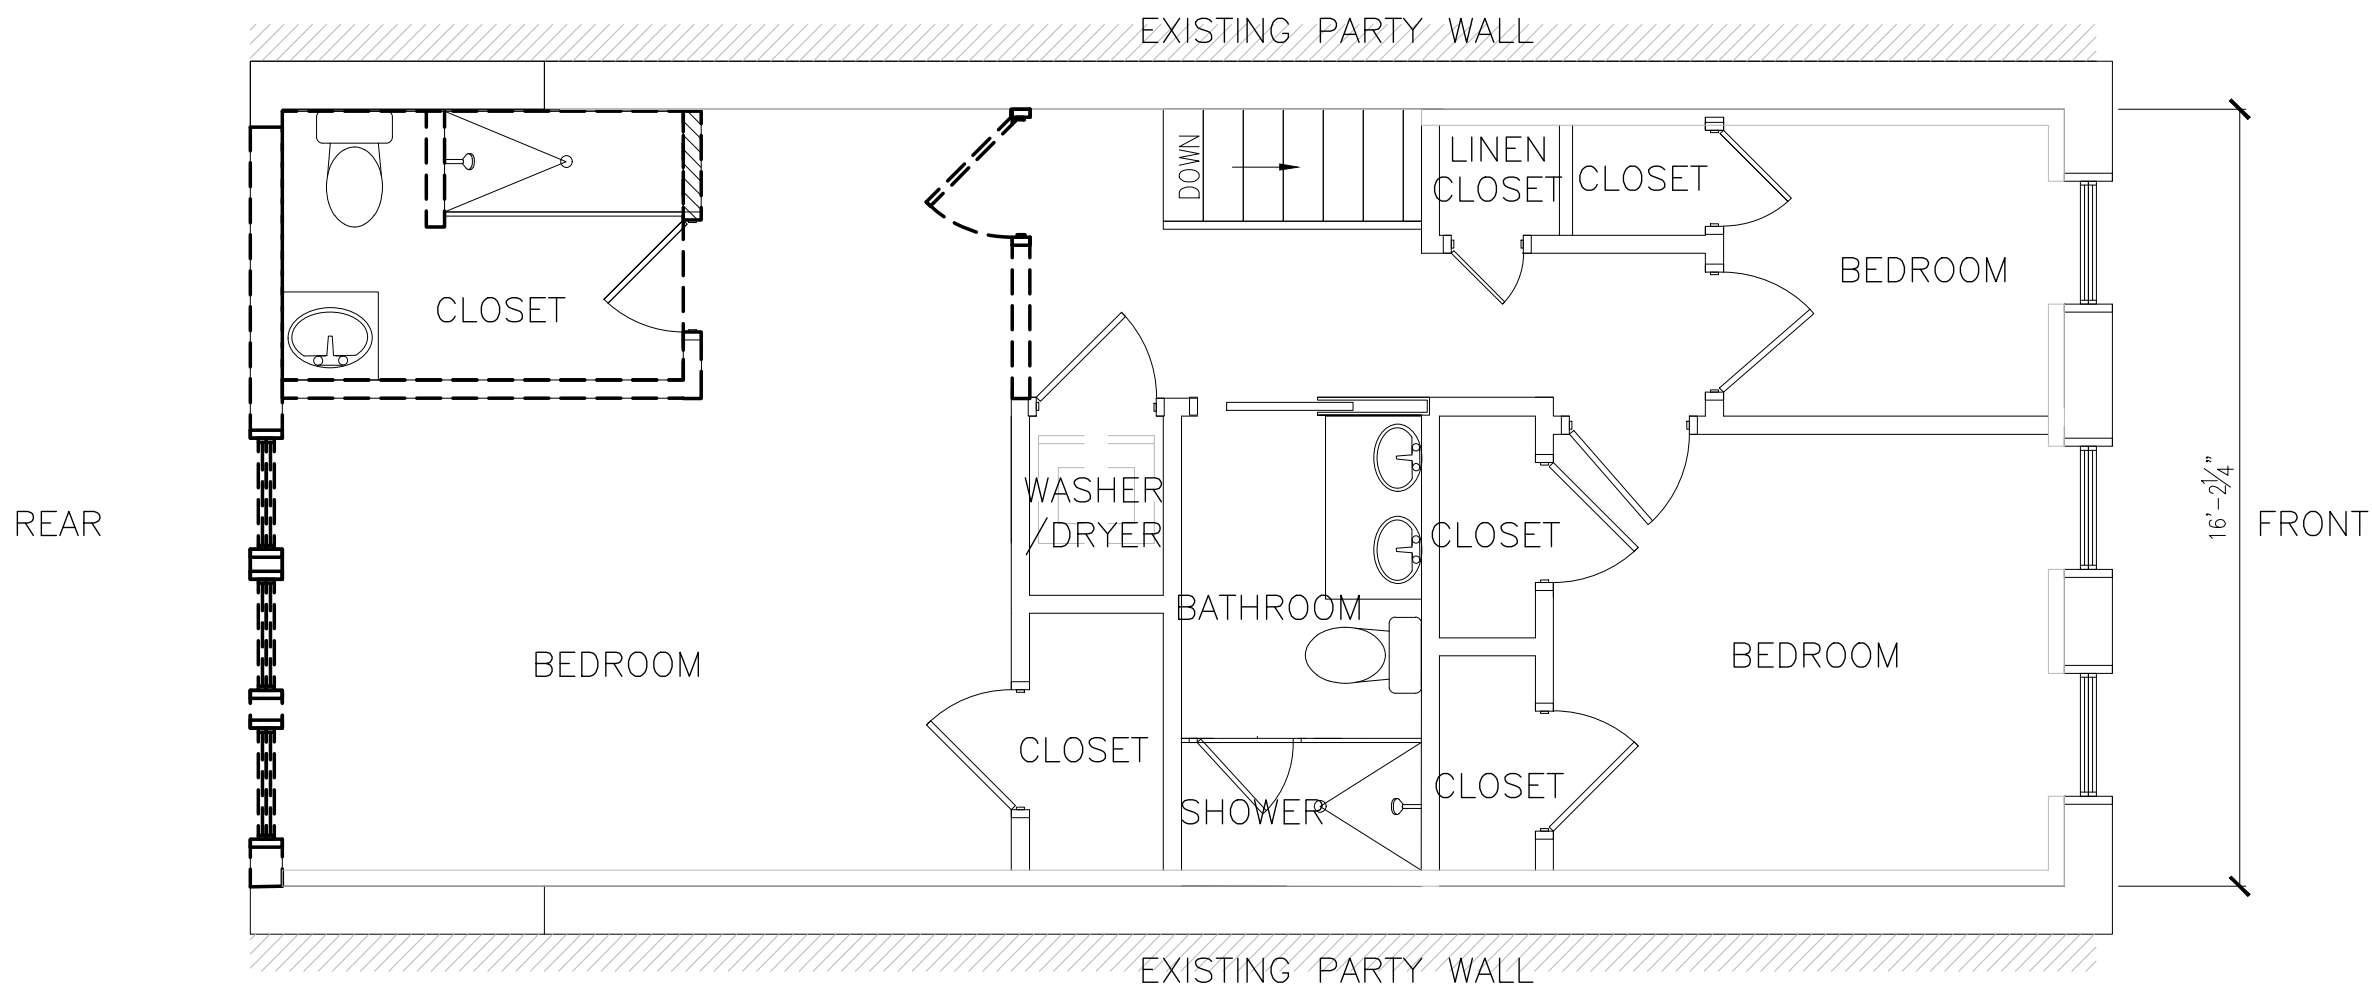 EXISTING PARTY WALL
DOWN
LINEN
CLOSET
CLOSET
BEDROOM
CLOSET
WASHER
/DRYER
CLOSET
16'-2¼"
REAR
FRONT
BATHROOM
BEDROOM
BEDROOM
CLOSET
CLOSET
SHOWER
EXISTING PARTY WALL